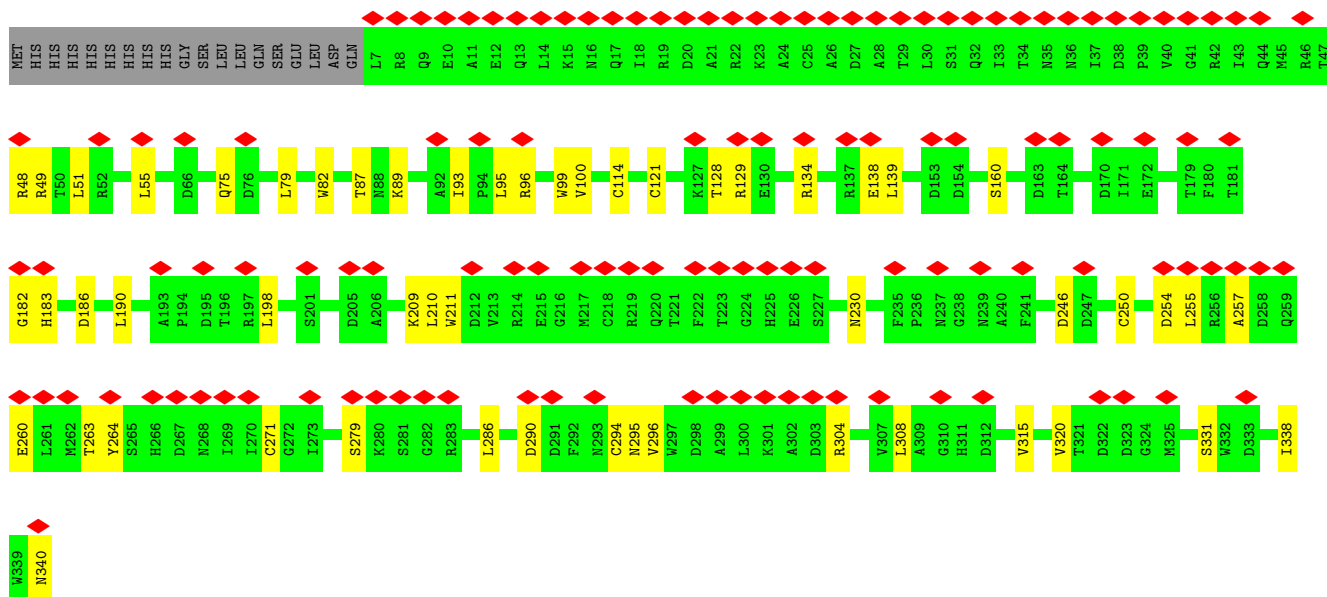 MET HIS HIS HIS HIS HIS HIS HIS HIS GLY SER LEU LEU GLN SER GLU LEU ASP GLN L7 R8 Q9 E10 A11 E12 Q13 L14 K15 N16 Q17 I18 R19 D20 A21 R22 K23 A24 C25 A26 D27 A28 T29 L30 S31 Q32 I33 T34 N35 N36 I37 D38 P39 V40 G41 R42 I43 Q44 M45 R46 T47
R48 R49 T50 L51 R52 L55 D66 Q75 D76 L79 W82 T87 N88 K89 A92 I93 P94 L95 R96 W99 V100 C114 C121 K127 T128 R129 E130 R134 R137 E138 L139 D153 D154 S160 D163 T164 D170 I171 E172 T179 F180 T181
G182 H183 D186 L190 A193 P194 D195 T196 R197 L198 S201 D205 A206 K209 L210 W211 D212 V213 R214 E215 G216 M217 C218 R219 Q220 T221 F222 T223 G224 H225 E226 S227 N230 F235 P236 N237 G238 N239 A240 F241 D246 D247 C250 D254 L255 R256 A257 D258 Q259
E260 L261 M262 T263 Y264 S265 H266 D267 N268 I269 I270 C271 G272 I273 S279 K280 S281 G282 R283 L286 D290 D291 F292 N293 C294 N295 V296 W297 D298 A299 L300 K301 A302 D303 R304 V307 L308 A309 G310 H311 D312 V315 V320 T321 D322 D323 G324 M325 S331 W332 D333 I338
W339 N340